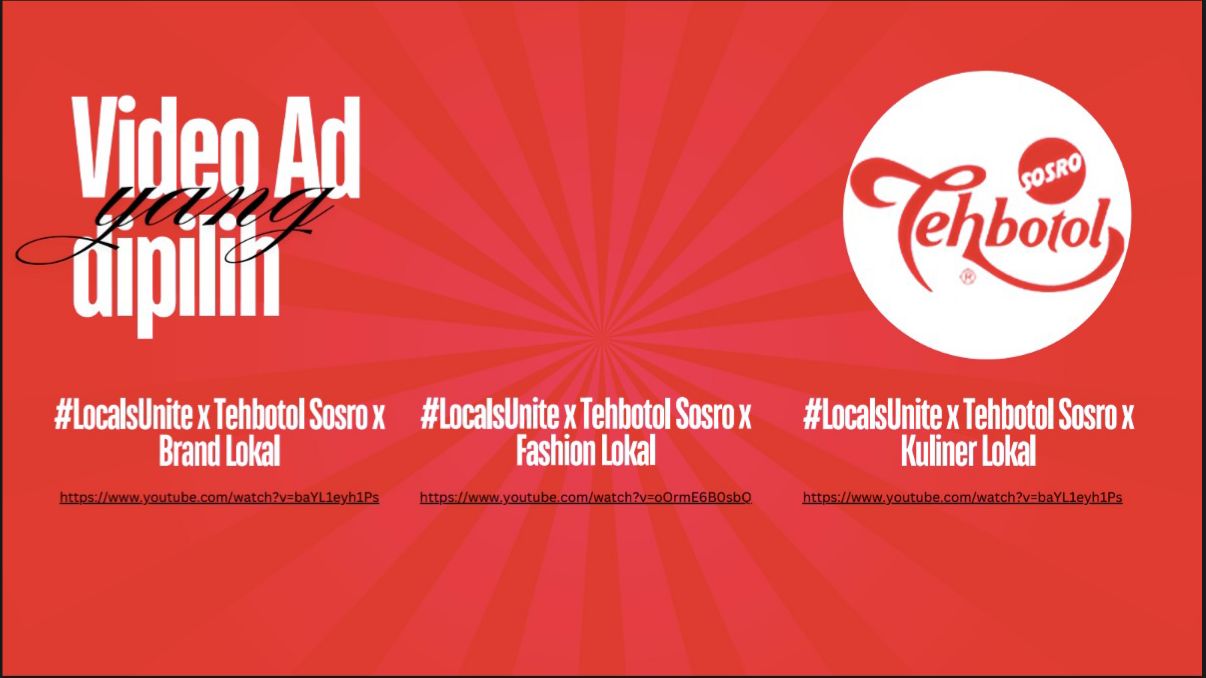 Video Ad
yang
dipilih
SOSRO
Tehbotol
®
#LocalsUnite x Tehbotol Sosro x
Brand Lokal
https://www.youtube.com/watch?v=baYL1eyh1Ps
#LocalsUnite x Tehbotol Sosro x
Fashion Lokal
https://www.youtube.com/watch?v=oOrmE6B0sbQ
#LocalsUnite x Tehbotol Sosro x
Kuliner Lokal
https://www.youtube.com/watch?v=baYL1eyh1Ps